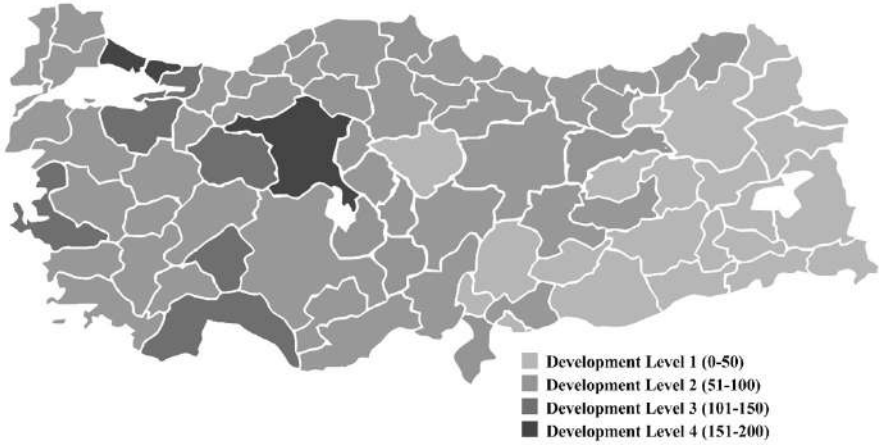 Development Level 1 (0-50)
Development Level 2 (51-100)
Development Level 3 (101-150)
Development Level 4 (151-200)